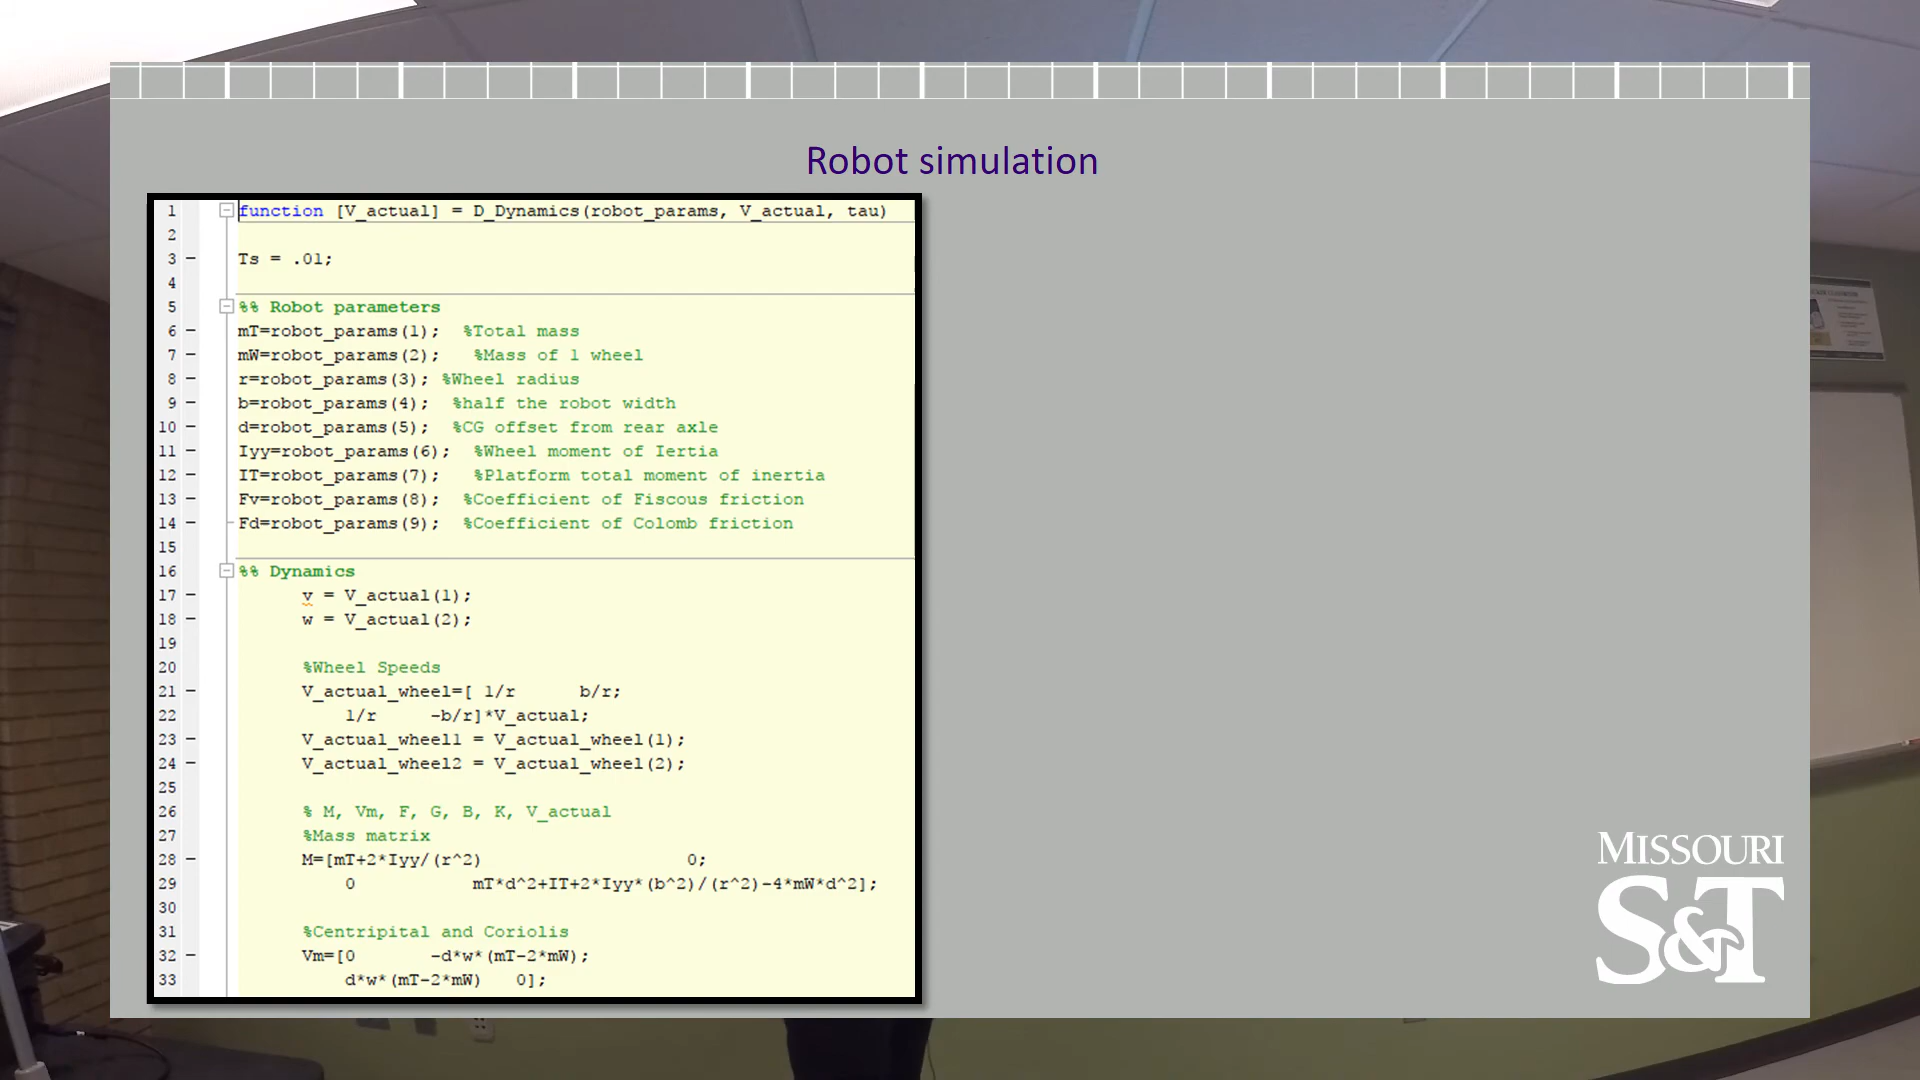 Robot simulation
1 function [V_actual] = D_Dynamics(robot_params, V_actual, tau)
2
3 - Ts = .01;
4
5 %% Robot parameters
6 - mT=robot_params(1); %Total mass
7 - mW=robot_params(2); %Mass of 1 wheel
8 - r=robot_params(3); %Wheel radius
9 - b=robot_params(4); %half the robot width
10 - d=robot_params(5); %CG offset from rear axle
11 - Iyy=robot_params(6); %Wheel moment of Iertia
12 - IT=robot_params(7); %Platform total moment of inertia
13 - Fv=robot_params(8); %Coefficient of Fiscous friction
14 - Fd=robot_params(9); %Coefficient of Colomb friction
15
16 %% Dynamics
17 - v = V_actual(1);
18 - w = V_actual(2);
19
20 %Wheel Speeds
21 - V_actual_wheel=[ 1/r b/r;
22 1/r -b/r]*V_actual;
23 - V_actual_wheel1 = V_actual_wheel(1);
24 - V_actual_wheel2 = V_actual_wheel(2);
25
26 % M, Vm, F, G, B, K, V_actual
27 %Mass matrix
28 - M=[mT+2*Iyy/(r^2) 0;
29 0 mT*d^2+IT+2*Iyy*(b^2)/(r^2)-4*mW*d^2];
30
31 %Centripital and Coriolis
32 - Vm=[0 -d*w*(mT-2*mW);
33 d*w*(mT-2*mW) 0];
MISSOURI
S&T